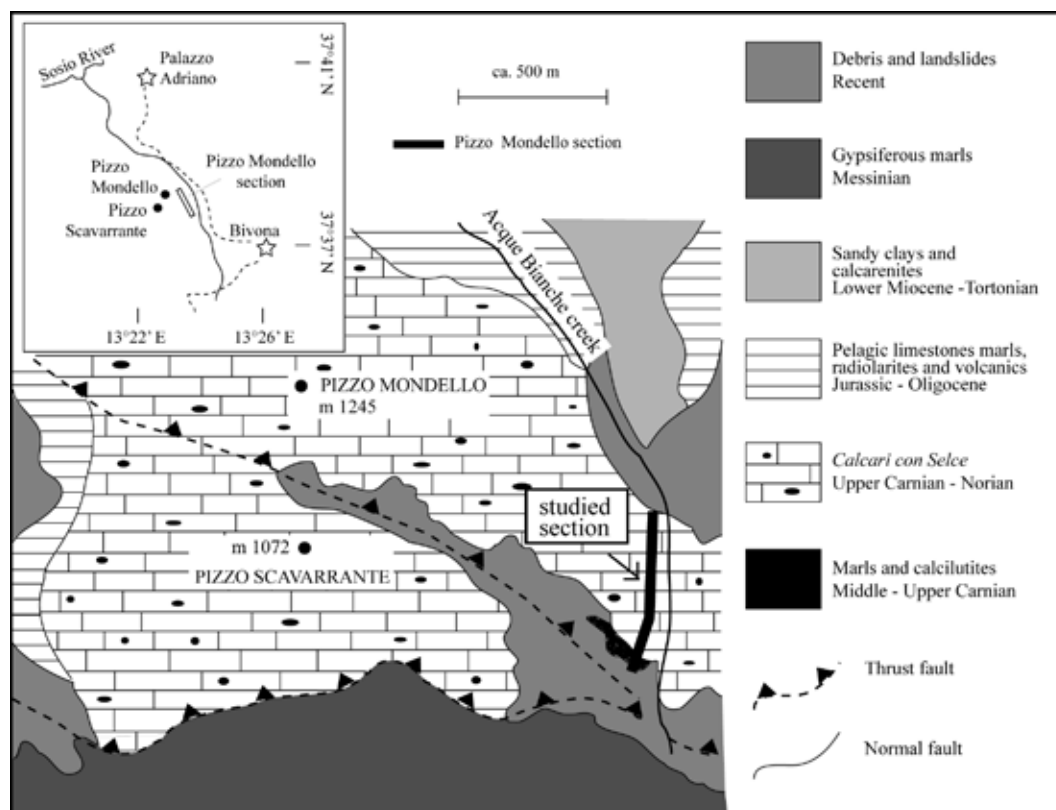 Sosio River
Palazzo
Adriano
37°41' N
Pizzo
Mondello
Pizzo
Scavarrante
Pizzo Mondello
section
Bivona
37°37' N
13°22' E
13°26' E
ca. 500 m
Pizzo Mondello section
Acque Bianche creek
PIZZO MONDELLO
m 1245
studied
section
m 1072
PIZZO SCAVARRANTE
Debris and landslides
Recent
Gypsiferous marls
Messinian
Sandy clays and
calcarenites
Lower Miocene -Tortonian
Pelagic limestones marls,
radiolarites and volcanics
Jurassic - Oligocene
Calcari con Selce
Upper Carnian - Norian
Marls and calcilutites
Middle - Upper Carnian
Thrust fault
Normal fault